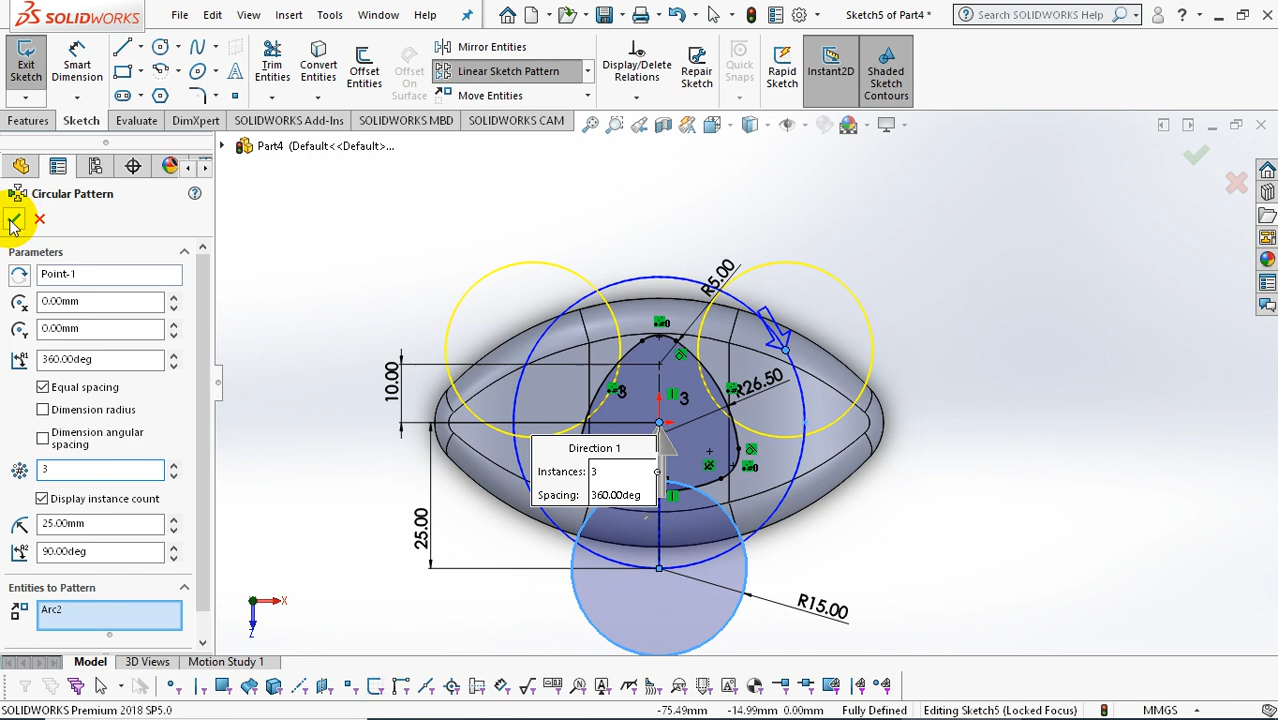 SOLIDWORKS File Edit View Insert Tools Window Help Sketch5 of Part4 * Search SOLIDWORKS Help
Exit Sketch Smart Dimension Trim Entities Convert Entities Offset Entities Offset On Surface Mirror Entities Linear Sketch Pattern Move Entities Display/Delete Relations Repair Sketch Quick Snaps Rapid Sketch Instant2D Shaded Sketch Contours
Features Sketch Evaluate DimXpert SOLIDWORKS Add-Ins SOLIDWORKS MBD SOLIDWORKS CAM
Part4 (Default<<Default>...
Circular Pattern
Parameters
Point-1
0.00mm
0.00mm
360.00deg
Equal spacing
Dimension radius
Dimension angular spacing
3
Display instance count
25.00mm
90.00deg
Entities to Pattern
Arc2
R5.00
10.00
R26.50
3
3
25.00
R15.00
Direction 1
Instances: 3
Spacing: 360.00deg
X
Z
Model 3D Views Motion Study 1
SOLIDWORKS Premium 2018 SP5.0 -75.49mm -14.99mm 0.00mm Fully Defined Editing Sketch5 (Locked Focus) MMGS